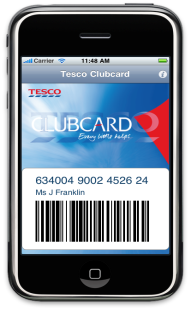 Carrier 11:48 AM
Tesco Clubcard
TESCO
CLUBCARD
Every little helps
634004 9002 4526 24
Ms J Franklin